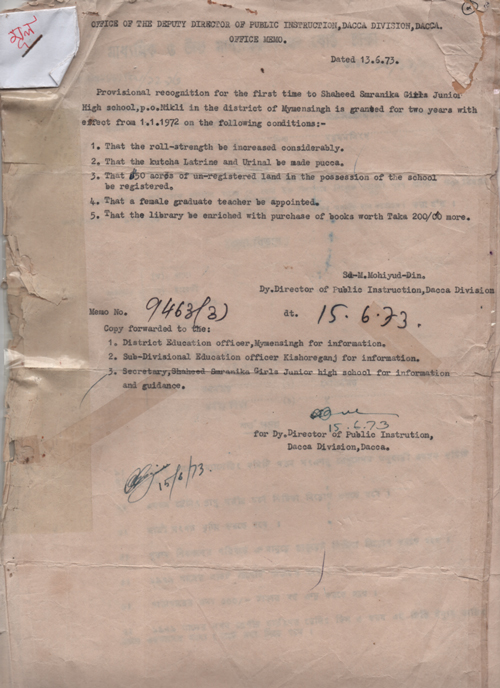 OFFICE OF THE DEPUTY DIRECTOR OF PUBLIC INSTRUCTION,DACCA DIVISION,DACCA.
OFFICE MEMO.
Dated 13.6.73.
Provisional recognition for the first time to Shaheed Smranika Girls Junior
High school,p.o.Nikli in the district of Mymensingh is granted for two years with
effect from 1.1.1972 on the following conditions:-
1. That the roll-strength be increased considerably.
2. That the kutcha Latrine and Urinal be made pucca.
3. That acres of un-registered land in the possession of the school
be registered.
4. That a female graduate teacher be appointed.
5. That the library be enriched with purchase of books worth Taka 200/00 more.
Sd-M.Mohiyud-Din.
Dy.Director of Public Instruction,Dacca Division
Memo No. 9463(3) dt. 15.6.73.
Copy forwarded to the:
1. District Education officer,Mymensingh for information.
2. Sub-Divisional Education officer Kishoreganj for information.
3. Secretary,Shaheed Smranika Girls Junior high school for information
and guidance.
15.6.73
for Dy.Director of Public Instrution,
Dacca Division,Dacca.
15/6/73.